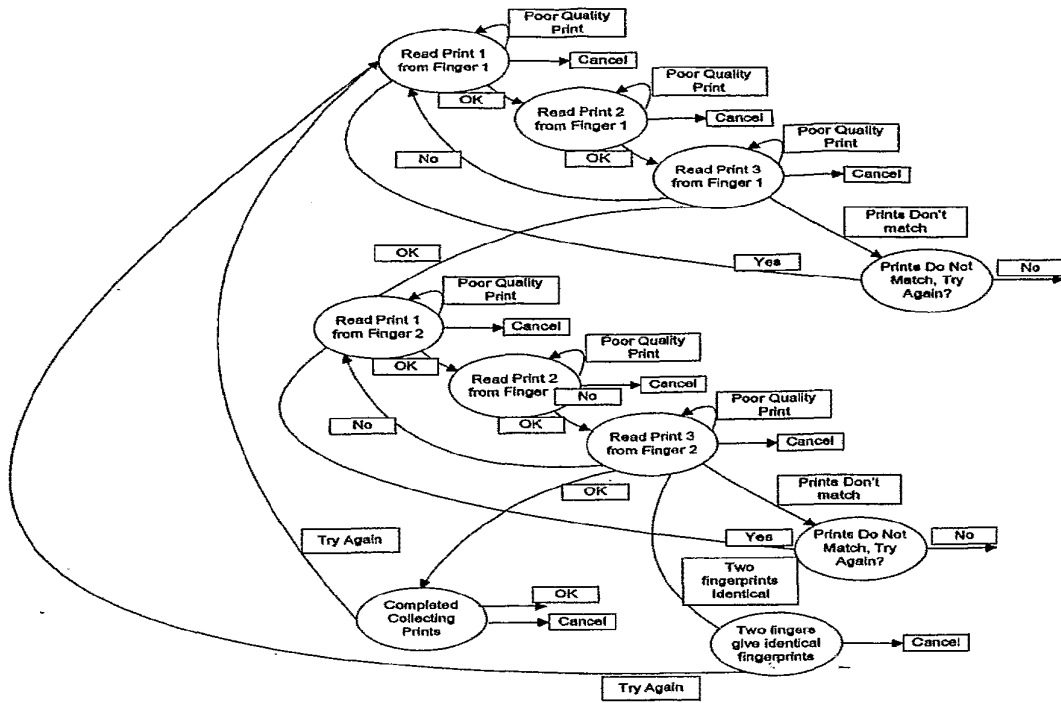 Poor Quality
Print
Read Print 1
from Finger 1
Cancel
Poor Quality
Print
OK
Read Print 2
from Finger 1
Cancel
Poor Quality
Print
No
OK
Read Print 3
from Finger 1
Cancel
Prints Don't
match
OK
Yes
Prints Do Not
Match, Try
Again?
No
Poor Quality
Print
Read Print 1
from Finger 2
Cancel
Poor Quality
Print
OK
Read Print 2
from Finger
Cancel
No
Poor Quality
Print
No
OK
Read Print 3
from Finger 2
Cancel
Prints Don't
match
OK
Try Again
Yes
Prints Do Not
Match, Try
Again?
No
Two
fingerprints
Identical
Completed
Collecting
Prints
OK
Cancel
Two fingers
give identical
fingerprints
Cancel
Try Again